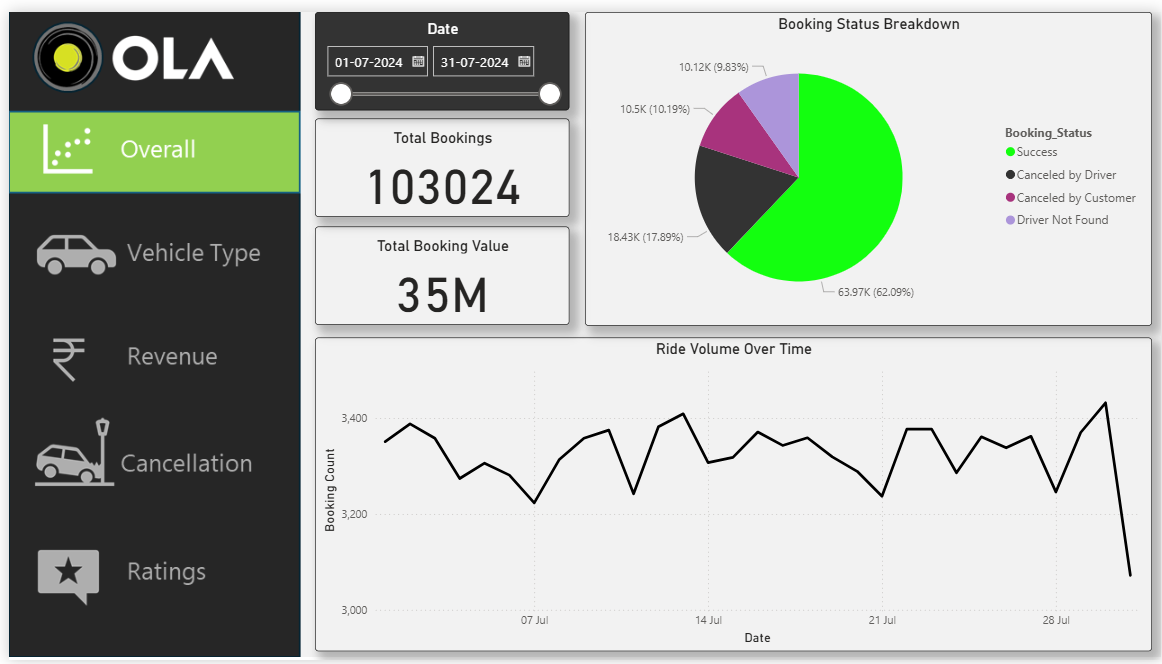 OLA
Overall
Vehicle Type
Revenue
Cancellation
Ratings
Date
01-07-2024 31-07-2024
Total Bookings
103024
Total Booking Value
35M
Booking Status Breakdown
10.12K (9.83%)
10.5K (10.19%)
18.43K (17.89%)
63.97K (62.09%)
Booking_Status
Success
Canceled by Driver
Canceled by Customer
Driver Not Found
Ride Volume Over Time
Booking Count
3,400
3,200
3,000
07 Jul 14 Jul 21 Jul 28 Jul
Date